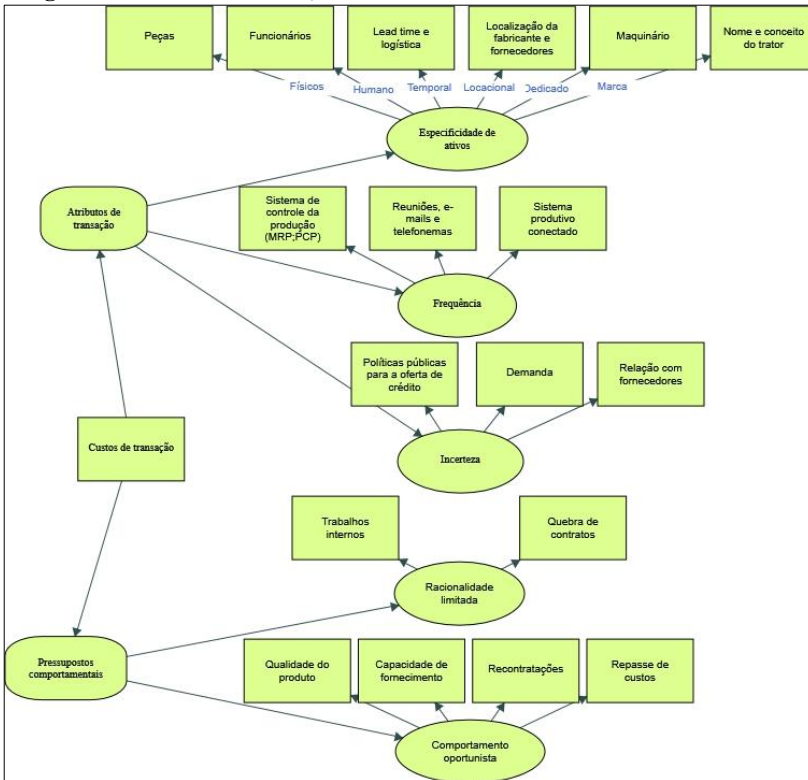 Peças
Funcionários
Lead time e
logística
Localização da
fabricante e
fornecedores
Maquinário
Nome e conceito
do trator
Físicos
Humano
Temporal
Locacional
Dedicado
Marca
Especificidade de
ativos
Atributos de
transação
Sistema de
controle da
produção
(MRP;PCP)
Reuniões, e-
mails e
telefonemas
Sistema
produtivo
conectado
Frequência
Políticas públicas
para a oferta de
crédito
Demanda
Relação com
fornecedores
Custos de transação
Incerteza
Trabalhos
internos
Quebra de
contratos
Racionalidade
limitada
Pressupostos
comportamentais
Qualidade do
produto
Capacidade de
fornecimento
Recontratações
Repasse de
custos
Comportamento
oportunista